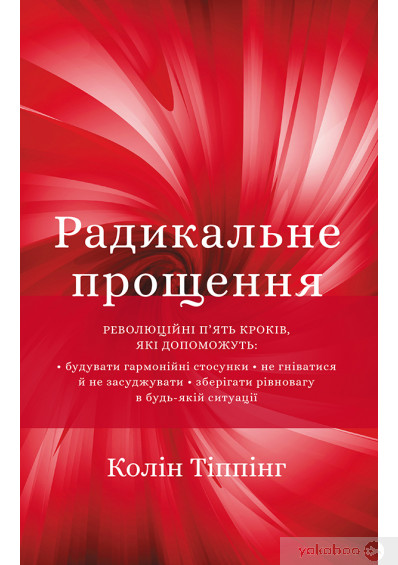 Радикальне
прощення
РЕВОЛЮЦІЙНІ П'ЯТЬ КРОКІВ,
ЯКІ ДОПОМОЖУТЬ:
• будувати гармонійні стосунки • не гніватися
й не засуджувати • зберігати рівновагу
в будь-якій ситуації
Колін Тіппінг
yakaboo